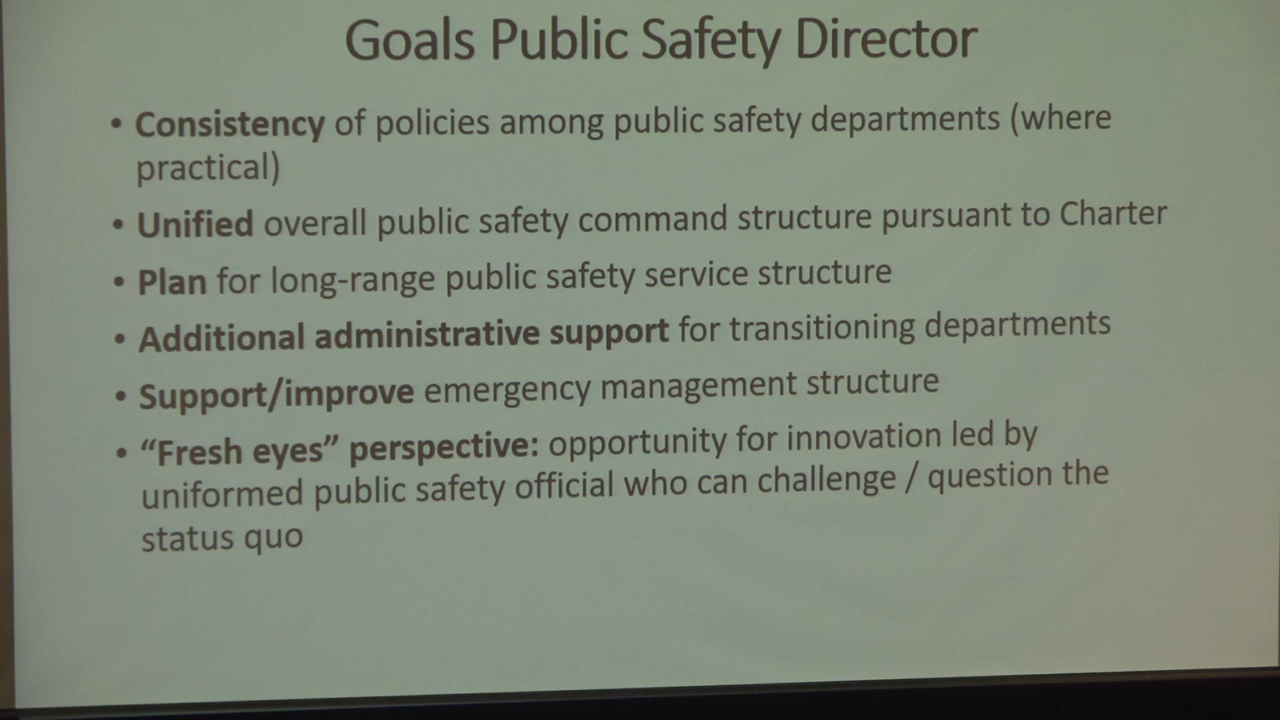 Goals Public Safety Director
• Consistency of policies among public safety departments (where
practical)
• Unified overall public safety command structure pursuant to Charter
• Plan for long-range public safety service structure
• Additional administrative support for transitioning departments
• Support/improve emergency management structure
• “Fresh eyes” perspective: opportunity for innovation led by
uniformed public safety official who can challenge / question the
status quo